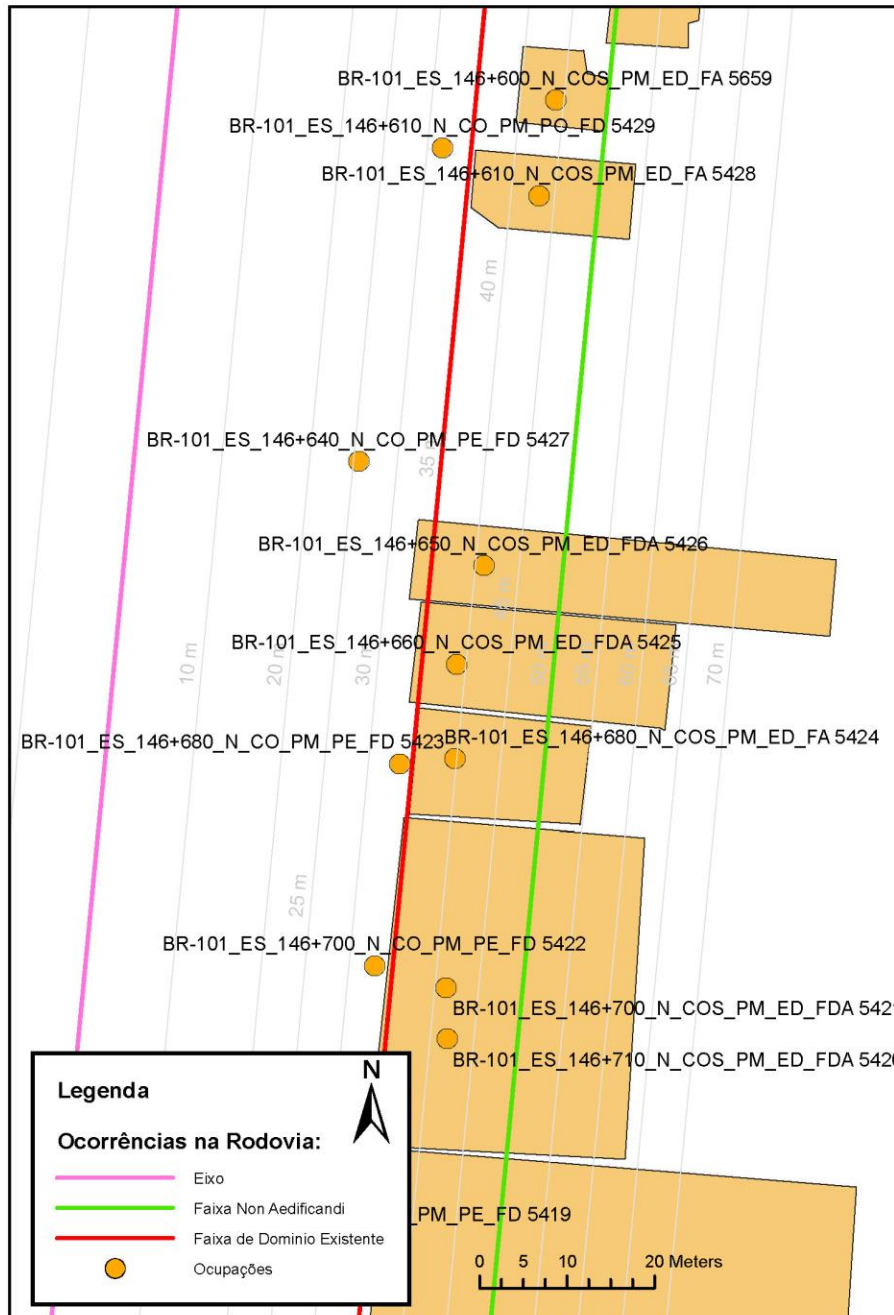 BR-101_ES_146+600_N_COS_PM_ED_FA 5659
BR-101_ES_146+610_N_CO_PM_PO_FD 5429
BR-101_ES_146+610_N_COS_PM_ED_FA 5428
40 m
BR-101_ES_146+640_N_CO_PM_PE_FD 5427
35 m
BR-101_ES_146+650_N_COS_PM_ED_FDA 5426
BR-101_ES_146+660_N_COS_PM_ED_FDA 5425
10 m
20 m
30 m
70 m
BR-101_ES_146+680_N_CO_PM_PE_FD 5423
BR-101_ES_146+680_N_COS_PM_ED_FA 5424
25 m
BR-101_ES_146+700_N_CO_PM_PE_FD 5422
BR-101_ES_146+700_N_COS_PM_ED_FDA 542
BR-101_ES_146+710_N_COS_PM_ED_FDA 542
N
Legenda
Ocorrências na Rodovia:
Eixo
Faixa Non Aedificandi
Faixa de Dominio Existente
Ocupações
PM_PE_FD 5419
0 5 10 20 Meters